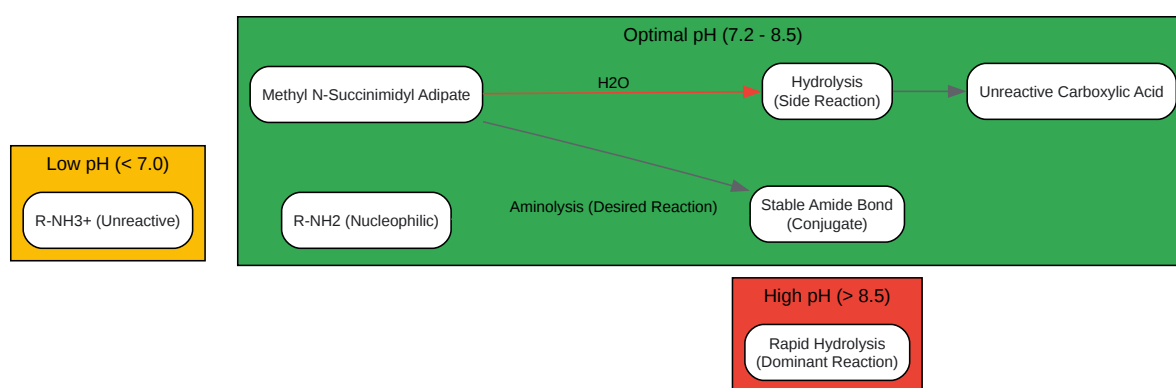 Optimal pH (7.2 - 8.5)
Methyl N-Succinimidyl Adipate
H2O
Hydrolysis
(Side Reaction)
Unreactive Carboxylic Acid
Low pH (< 7.0)
R-NH3+ (Unreactive)
R-NH2 (Nucleophilic)
Aminolysis (Desired Reaction)
Stable Amide Bond
(Conjugate)
High pH (> 8.5)
Rapid Hydrolysis
(Dominant Reaction)